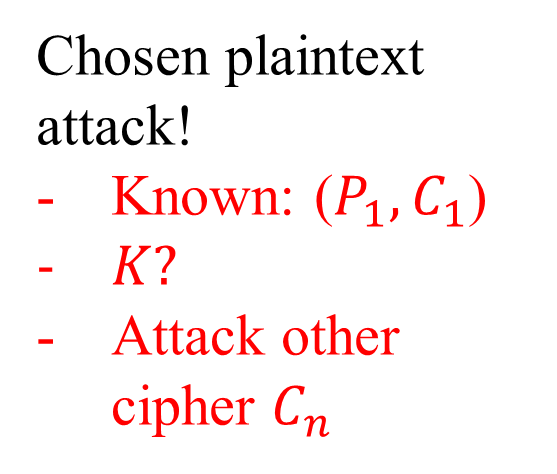 Chosen plaintext
attack!
- Known: (P₁, C₁)
- K?
- Attack other
cipher Cₙ